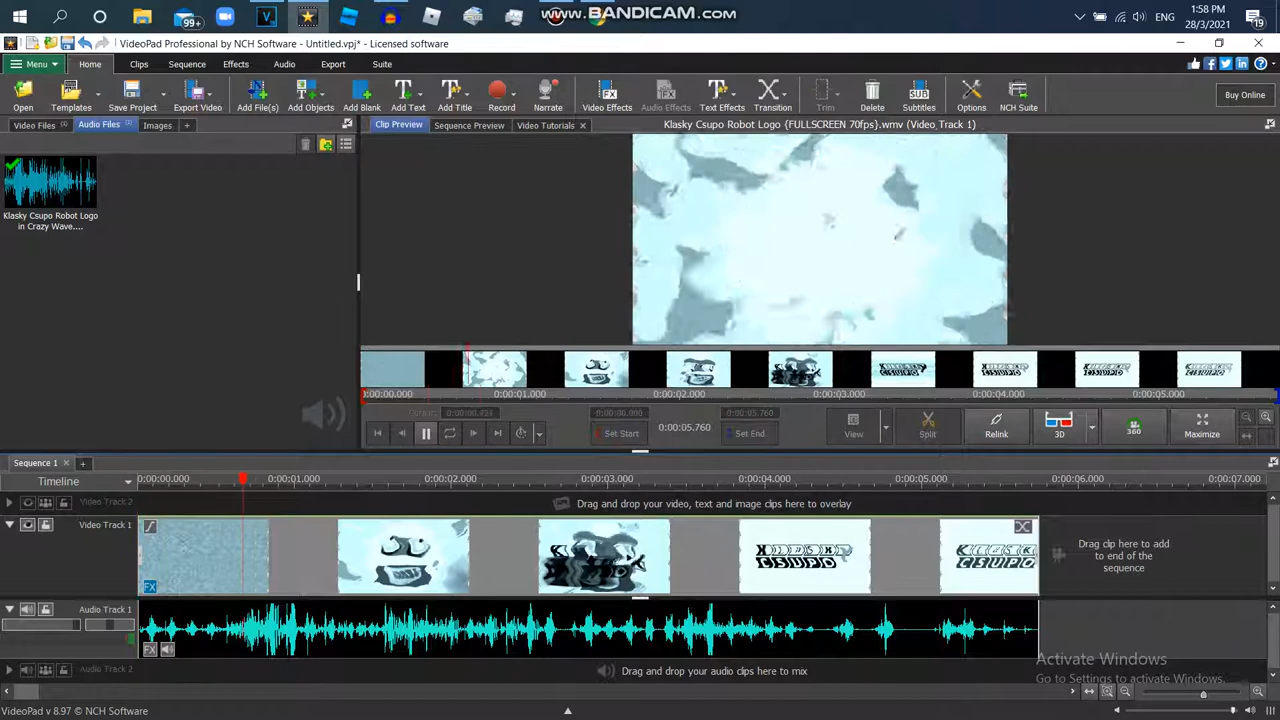 99+
www.BANDICAM.com
ENG
1:58 PM
28/3/2021
19
VideoPad Professional by NCH Software - Untitled.vpj* - Licensed software
Menu
Home
Clips
Sequence
Effects
Audio
Export
Suite
Open
Templates
Save Project
Export Video
Add File(s)
Add Objects
Add Blank
Add Text
Add Title
Record
Narrate
Video Effects
Audio Effects
Text Effects
Transition
Trim
Delete
Subtitles
Options
NCH Suite
Buy Online
Video Files
Audio Files
Images
+
Clip Preview
Sequence Preview
Video Tutorials
Klasky Csupo Robot Logo {FULLSCREEN 70fps}.wmv (Video_Track 1)
Klasky Csupo Robot Logo
in Crazy Wave....
0:00:00.000
0:00:01.000
0:00:02.000
0:00:03.000
0:00:04.000
0:00:05.000
Cursor:
0:00:00.000
0:00:05.760
Set Start
Set End
0:00:05.760
View
Split
Relink
3D
360
Maximize
Sequence 1
+
Timeline
0:00:00.000
0:00:01.000
0:00:02.000
0:00:03.000
0:00:04.000
0:00:05.000
0:00:06.000
0:00:07.000
Video Track 2
Drag and drop your video, text and image clips here to overlay
Video Track 1
FX
CSUPO
CSUPO
Drag clip here to add
to end of the
sequence
Audio Track 1
FX
Audio Track 2
Drag and drop your audio clips here to mix
Activate Windows
Go to Settings to activate Windows.
VideoPad v 8.97 © NCH Software